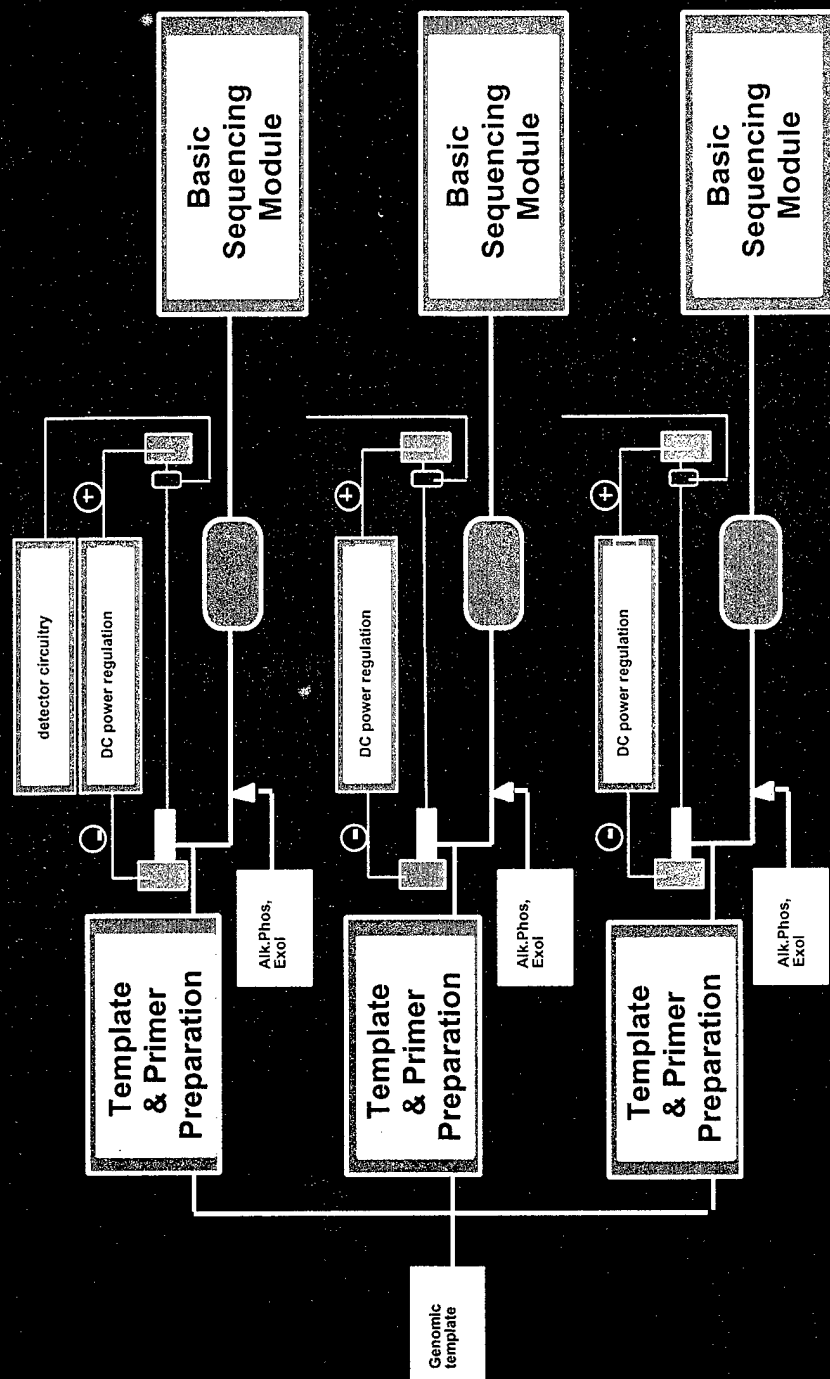 Genomic
template
Template
& Primer
Preparation
Alk.Phos,
ExoI
-
detector circuitry
DC power regulation
+
Basic
Sequencing
Module
Template
& Primer
Preparation
Alk.Phos,
ExoI
-
DC power regulation
+
Basic
Sequencing
Module
Template
& Primer
Preparation
Alk.Phos,
ExoI
-
DC power regulation
+
Basic
Sequencing
Module